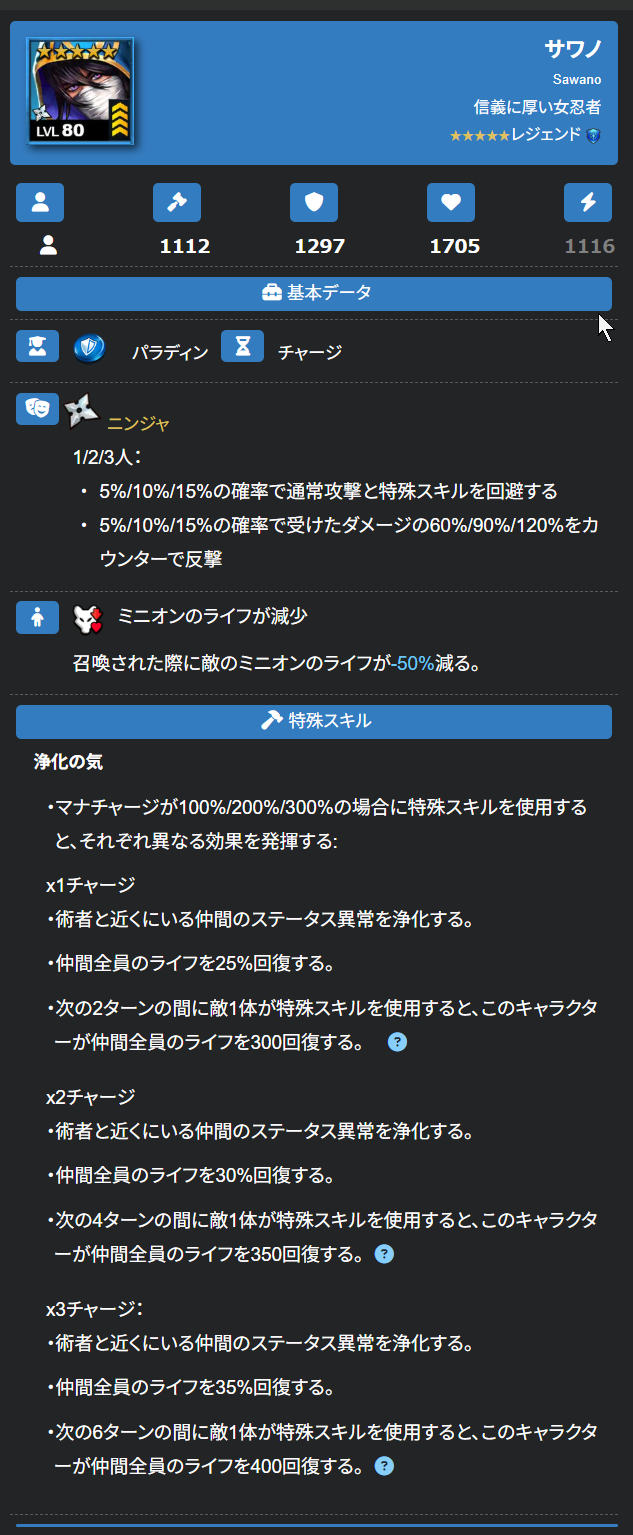 サワノ
Sawano
信義に厚い女忍者
★★★★★レジェンド
LVL 80
1112 1297 1705 1116
基本データ
パラディン チャージ
ニンジャ
1/2/3人：
・ 5%/10%/15%の確率で通常攻撃と特殊スキルを回避する
・ 5%/10%/15%の確率で受けたダメージの60%/90%/120%をカ
ウンターで反撃
ミニオンのライフが減少
召喚された際に敵のミニオンのライフが-50%減る。
特殊スキル
浄化の気
・マナチャージが100%/200%/300%の場合に特殊スキルを使用する
と、それぞれ異なる効果を発揮する:
x1チャージ
・術者と近くにいる仲間のステータス異常を浄化する。
・仲間全員のライフを25%回復する。
・次の2ターンの間に敵1体が特殊スキルを使用すると、このキャラクタ
ーが仲間全員のライフを300回復する。 ?
x2チャージ
・術者と近くにいる仲間のステータス異常を浄化する。
・仲間全員のライフを30%回復する。
・次の4ターンの間に敵1体が特殊スキルを使用すると、このキャラクタ
ーが仲間全員のライフを350回復する。 ?
x3チャージ：
・術者と近くにいる仲間のステータス異常を浄化する。
・仲間全員のライフを35%回復する。
・次の6ターンの間に敵1体が特殊スキルを使用すると、このキャラクタ
ーが仲間全員のライフを400回復する。 ?